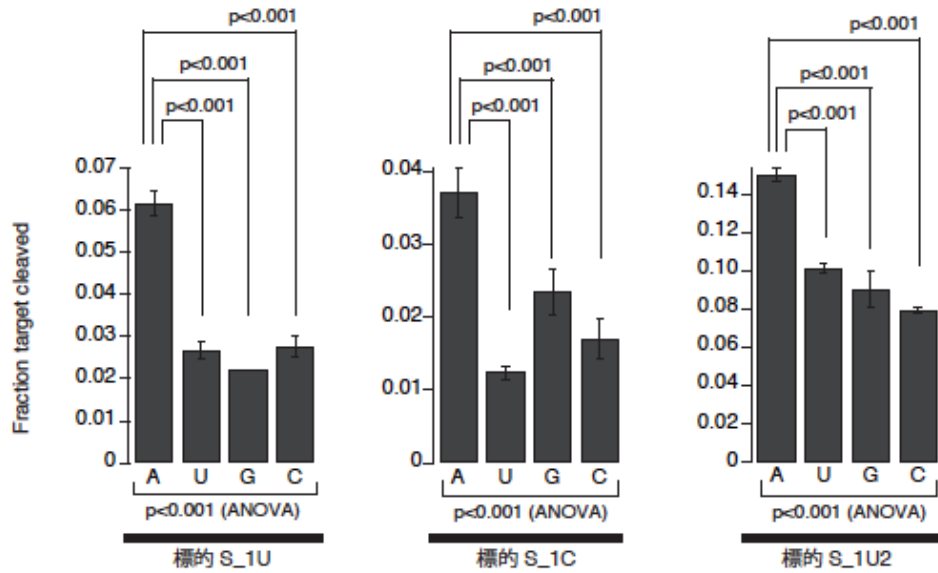 p<0.001
p<0.001
p<0.001
0.07
0.06
0.05
0.04
0.03
0.02
0.01
0
Fraction target cleaved
A U G C
p<0.001 (ANOVA)
標的 S_1U
p<0.001
p<0.001
p<0.001
0.04
0.03
0.02
0.01
0
A U G C
p<0.001 (ANOVA)
標的 S_1C
p<0.001
p<0.001
p<0.001
0.14
0.12
0.10
0.08
0.06
0.04
0.02
0
A U G C
p<0.001 (ANOVA)
標的 S_1U2